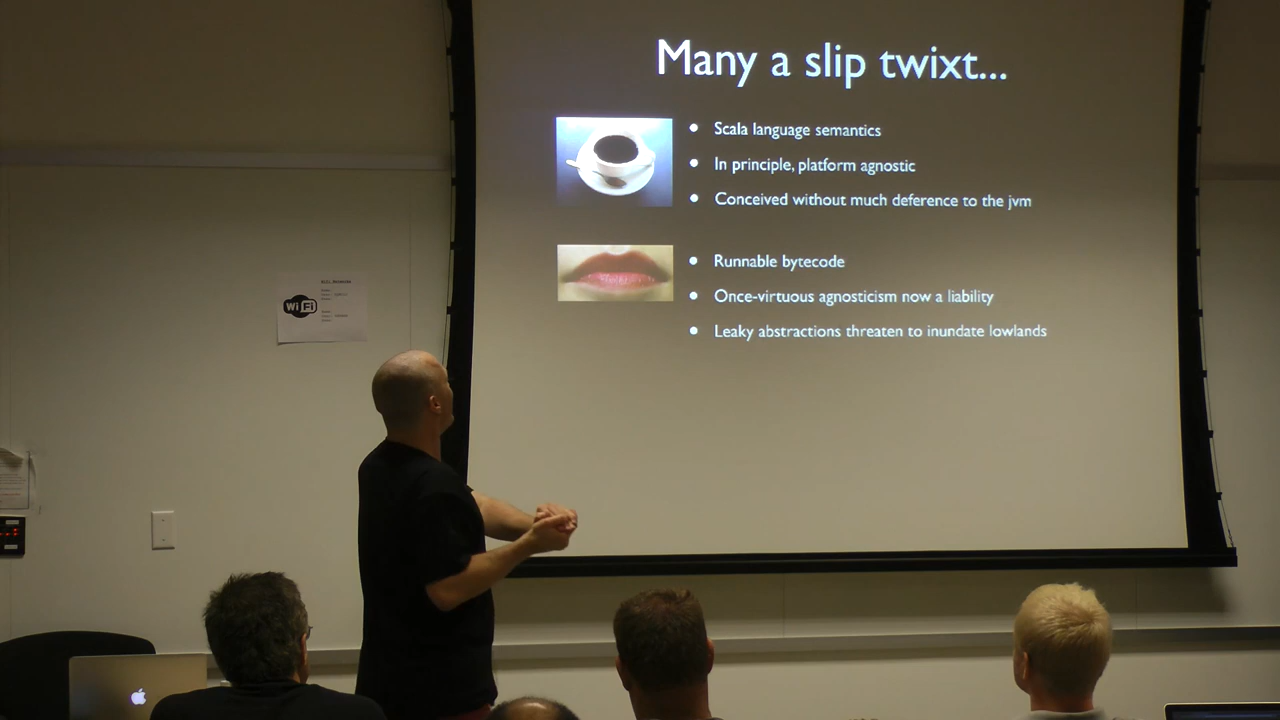 Many a slip twixt...
Scala language semantics
In principle, platform agnostic
Conceived without much deference to the jvm
Runnable bytecode
Once-virtuous agnosticism now a liability
Leaky abstractions threaten to inundate lowlands
WiFi